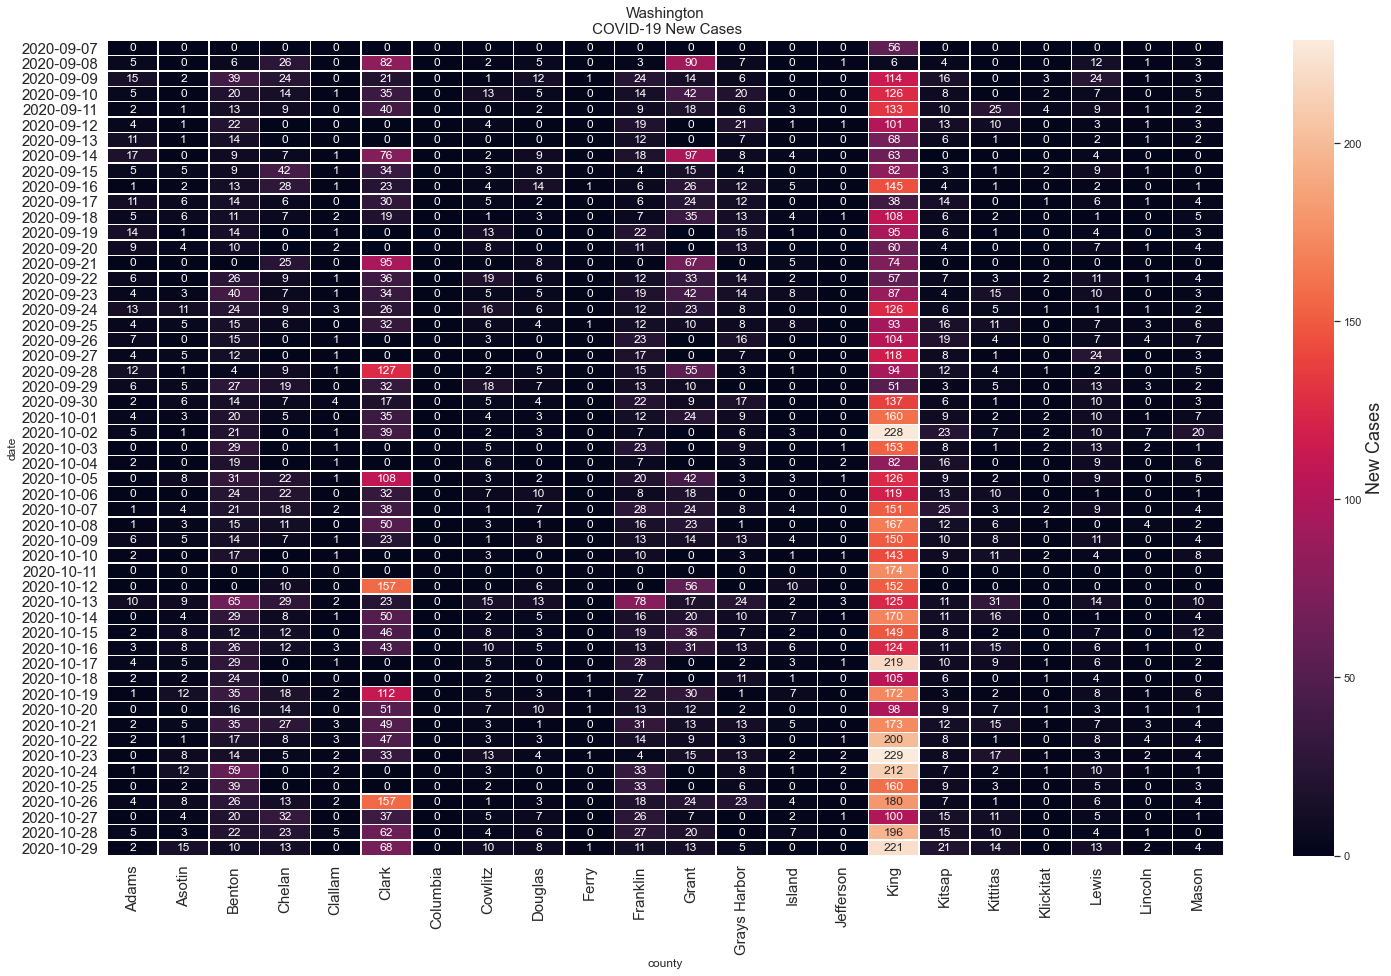 Washington
COVID-19 New Cases
2020-09-07 0 0 0 0 0 0 0 0 0 0 0 0 0 0 0 56 0 0 0 0 0 0
2020-09-08 5 0 6 26 0 82 0 2 5 0 3 90 7 0 1 6 4 0 0 12 1 3
2020-09-09 15 2 39 24 0 21 0 1 12 1 24 14 6 0 0 114 16 0 3 24 1 3
2020-09-10 5 0 20 14 1 35 0 13 5 0 14 42 20 0 0 126 8 0 2 7 0 5
2020-09-11 2 1 13 9 0 40 0 0 2 0 9 18 6 3 0 133 10 25 4 9 1 2
2020-09-12 4 1 22 0 0 0 0 4 0 0 19 0 21 1 1 101 13 10 0 3 1 3
2020-09-13 11 1 14 0 0 0 0 0 0 0 12 0 7 0 0 68 6 1 0 2 1 2
2020-09-14 17 0 9 7 1 76 0 2 9 0 18 97 8 4 0 63 0 0 0 4 0 0
2020-09-15 5 5 9 42 1 34 0 3 8 0 4 15 4 0 0 82 3 1 2 9 1 0
2020-09-16 1 2 13 28 1 23 0 4 14 1 6 26 12 5 0 145 4 1 0 2 0 1
2020-09-17 11 6 14 6 0 30 0 5 2 0 6 24 12 0 0 38 14 0 1 6 1 4
2020-09-18 5 6 11 7 2 19 0 1 3 0 7 35 13 4 1 108 6 2 0 1 0 5
2020-09-19 14 1 14 0 1 0 0 13 0 0 22 0 15 1 0 95 6 1 0 4 0 3
2020-09-20 9 4 10 0 2 0 0 8 0 0 11 0 13 0 0 60 4 0 0 7 1 4
2020-09-21 0 0 0 25 0 95 0 0 8 0 0 67 0 5 0 74 0 0 0 0 0 0
2020-09-22 6 0 26 9 1 36 0 19 6 0 12 33 14 2 0 57 7 3 2 11 1 4
2020-09-23 4 3 40 7 1 34 0 5 5 0 19 42 14 8 0 87 4 15 0 10 0 3
2020-09-24 13 11 24 9 3 26 0 16 6 0 12 23 8 0 0 126 6 5 1 1 1 2
2020-09-25 4 5 15 6 0 32 0 6 4 1 12 10 8 8 0 93 16 11 0 7 3 6
2020-09-26 7 0 15 0 1 0 0 3 0 0 23 0 16 0 0 104 19 4 0 7 4 7
2020-09-27 4 5 12 0 1 0 0 0 0 0 17 0 7 0 0 118 8 1 0 24 0 3
2020-09-28 12 1 4 9 1 127 0 2 5 0 15 55 3 1 0 94 12 4 1 2 0 5
2020-09-29 6 5 27 19 0 32 0 18 7 0 13 10 0 0 0 51 3 5 0 13 3 2
2020-09-30 2 6 14 7 4 17 0 5 4 0 22 9 17 0 0 137 6 1 0 10 0 3
2020-10-01 4 3 20 5 0 35 0 4 3 0 12 24 9 0 0 160 9 2 2 10 1 7
2020-10-02 5 1 21 0 1 39 0 2 3 0 7 0 6 3 0 228 23 7 2 10 7 20
2020-10-03 0 0 29 0 1 0 0 5 0 0 23 0 9 0 1 153 8 1 2 13 2 1
2020-10-04 2 0 19 0 1 0 0 6 0 0 7 0 3 0 2 82 16 0 0 9 0 6
2020-10-05 0 8 31 22 1 108 0 3 2 0 20 42 3 3 1 126 9 2 0 9 0 5
2020-10-06 0 0 24 22 0 32 0 7 10 0 8 18 0 0 0 119 13 10 0 1 0 1
2020-10-07 1 4 21 18 2 38 0 1 7 0 28 24 8 4 0 151 25 3 2 9 0 4
2020-10-08 1 3 15 11 0 50 0 3 1 0 16 23 1 0 0 167 12 6 1 0 4 2
2020-10-09 6 5 14 7 1 23 0 1 8 0 13 14 13 4 0 150 10 8 0 11 0 4
2020-10-10 2 0 17 0 1 0 0 3 0 0 10 0 3 1 1 143 9 11 2 4 0 8
2020-10-11 0 0 0 0 0 0 0 0 0 0 0 0 0 0 0 174 0 0 0 0 0 0
2020-10-12 0 0 0 10 0 157 0 0 6 0 0 56 0 10 0 152 0 0 0 0 0 0
2020-10-13 10 9 65 29 2 23 0 15 13 0 78 17 24 2 3 125 11 31 0 14 0 10
2020-10-14 0 4 29 8 1 50 0 2 5 0 16 20 10 7 1 170 11 16 0 1 0 4
2020-10-15 2 8 12 12 0 46 0 8 3 0 19 36 7 2 0 149 8 2 0 7 0 12
2020-10-16 3 8 26 12 3 43 0 10 5 0 13 31 13 6 0 124 11 15 0 6 1 0
2020-10-17 4 5 29 0 1 0 0 5 0 0 28 0 2 3 1 219 10 9 1 6 0 2
2020-10-18 2 2 24 0 0 0 0 2 0 1 7 0 11 1 0 105 6 0 1 4 0 0
2020-10-19 1 12 35 18 2 112 0 5 3 1 22 30 1 7 0 172 3 2 0 8 1 6
2020-10-20 0 0 16 14 0 51 0 7 10 1 13 12 2 0 0 98 9 7 1 3 1 1
2020-10-21 2 5 35 27 3 49 0 3 1 0 31 13 13 5 0 173 12 15 1 7 3 4
2020-10-22 2 1 17 8 3 47 0 3 3 0 14 9 3 0 1 200 8 1 0 8 4 4
2020-10-23 0 8 14 5 2 33 0 13 4 1 4 15 13 2 2 229 8 17 1 3 2 4
2020-10-24 1 12 59 0 2 0 0 3 0 0 33 0 8 1 2 212 7 2 1 10 1 1
2020-10-25 0 2 39 0 0 0 0 2 0 0 33 0 6 0 0 160 9 3 0 5 0 3
2020-10-26 4 8 26 13 2 157 0 1 3 0 18 24 23 4 0 180 7 1 0 6 0 4
2020-10-27 0 4 20 32 0 37 0 5 7 0 26 7 0 2 1 100 15 11 0 5 0 1
2020-10-28 5 3 22 23 5 62 0 4 6 0 27 20 0 7 0 196 15 10 0 4 1 0
2020-10-29 2 15 10 13 0 68 0 10 8 1 11 13 5 0 0 221 21 14 0 13 2 4
Adams Asotin Benton Chelan Clallam Clark Columbia Cowlitz Douglas Ferry Franklin Grant Grays Harbor Island Jefferson King Kitsap Kittitas Klickitat Lewis Lincoln Mason
county
date
200
150
100
50
0
New Cases